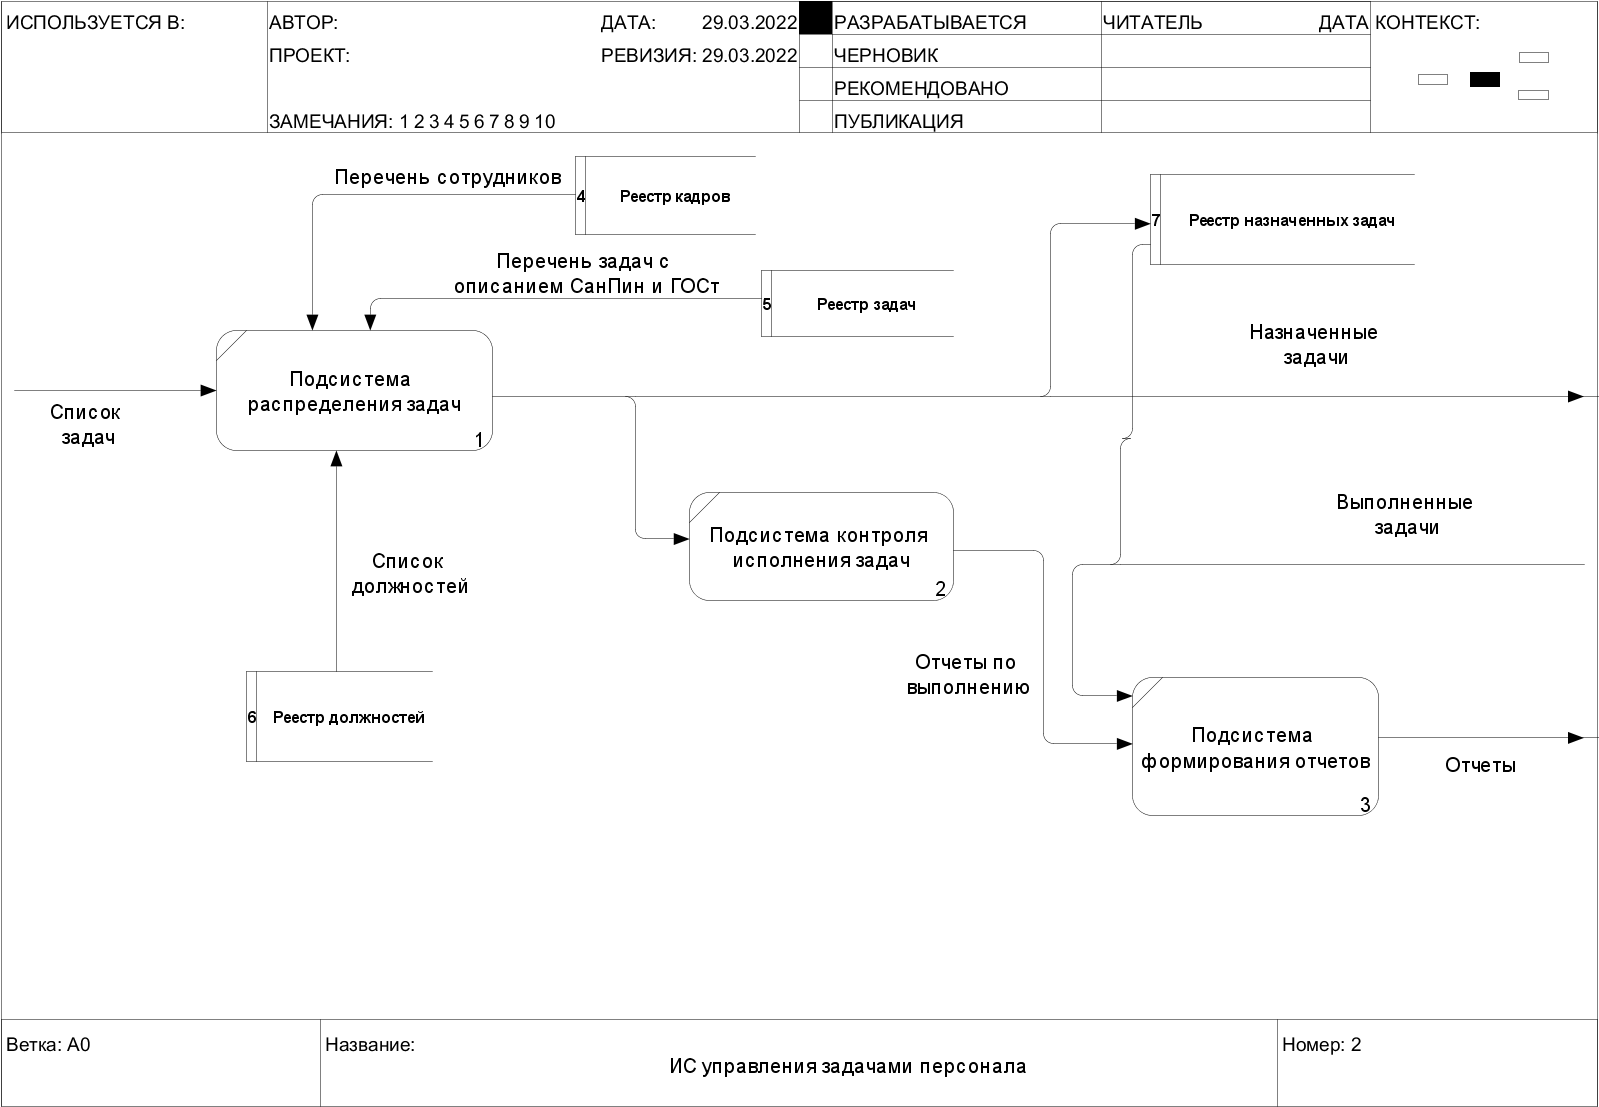 ИСПОЛЬЗУЕТСЯ В:
АВТОР:
ДАТА: 29.03.2022
РАЗРАБАТЫВАЕТСЯ
ЧИТАТЕЛЬ
ДАТА
КОНТЕКСТ:
ПРОЕКТ:
РЕВИЗИЯ: 29.03.2022
ЧЕРНОВИК
РЕКОМЕНДОВАНО
ЗАМЕЧАНИЯ: 1 2 3 4 5 6 7 8 9 10
ПУБЛИКАЦИЯ
Перечень сотрудников
4
Реестр кадров
7
Реестр назначенных задач
Перечень задач с
описанием СанПин и ГОСт
5
Реестр задач
Назначенные
задачи
Подсистема
распределения задач
1
Список
задач
Выполненные
задачи
Подсистема контроля
исполнения задач
2
Список
должностей
Отчеты по
выполнению
6
Реестр должностей
Подсистема
формирования отчетов
3
Отчеты
Ветка: A0
Название:
ИС управления задачами персонала
Номер: 2